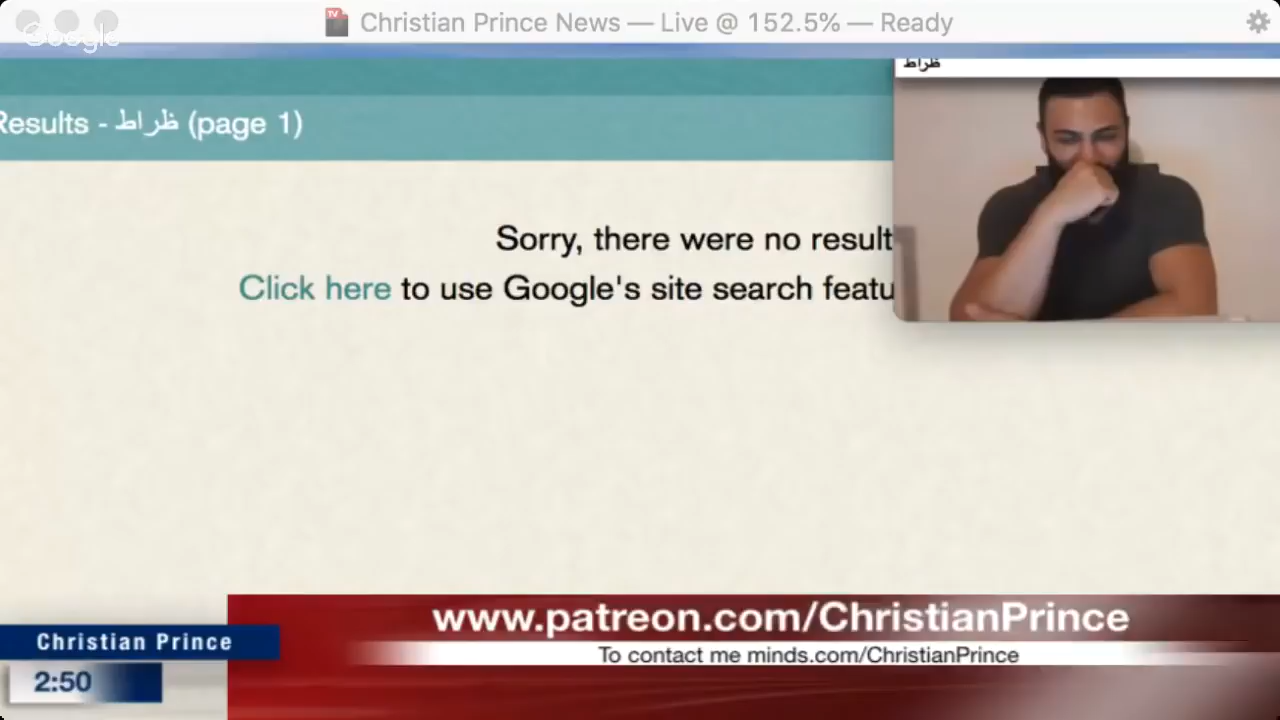 Christian Prince News — Live @ 152.5% — Ready
Google
ظراط
Results - ظراط (page 1)
Sorry, there were no result
Click here to use Google's site search featu
www.patreon.com/ChristianPrince
Christian Prince
To contact me minds.com/ChristianPrince
2:50